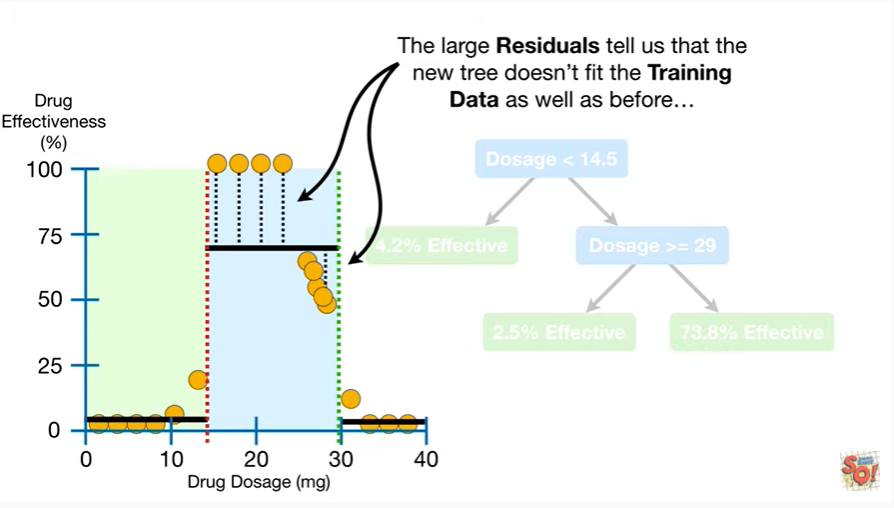 The large Residuals tell us that the
new tree doesn't fit the Training
Data as well as before…
Drug
Effectiveness
(%)
100
75
50
25
0
0 10 20 30 40
Drug Dosage (mg)
Dosage < 14.5
4.2% Effective
Dosage >= 29
2.5% Effective
73.8% Effective
SQ!